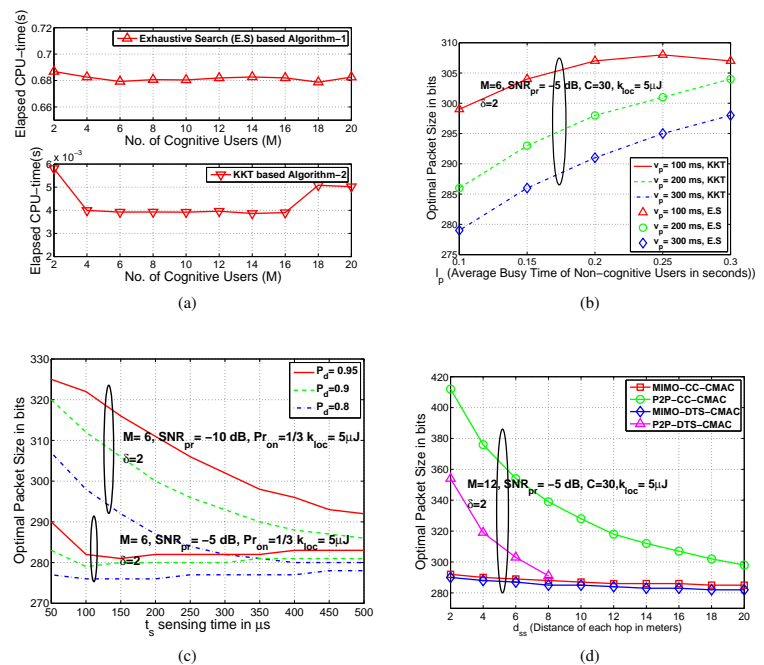 0.72
0.7
0.68
0.66
Elapsed CPU−time(s)
Exhaustive Search (E.S) based Algorithm−1
2 4 6 8 10 12 14 16 18 20
No. of Cognitive Users (M)
6 x 10^−3
5
4
3
2
Elapsed CPU−time(s)
KKT based Algorithm−2
2 4 6 8 10 12 14 16 18 20
No. of Cognitive Users (M)
(a)
310
305
300
295
290
285
280
275
Optimal Packet Size in bits
M=6, SNR_pr = −5 dB, C=30, k_loc = 5μJ
δ=2
v_p = 100 ms, KKT
v_p = 200 ms, KKT
v_p = 300 ms, KKT
v_p = 100 ms, E.S
v_p = 200 ms, E.S
v_p = 300 ms, E.S
0.1 0.15 0.2 0.25 0.3
l_p (Average Busy Time of Non−cognitive Users in seconds))
(b)
330
320
310
300
290
280
270
Optimal Packet Size in bits
P_d= 0.95
P_d=0.9
P_d=0.8
M= 6, SNR_pr = −10 dB, Pr_on=1/3 k_loc= 5μJ
δ=2
M= 6, SNR_pr = −5 dB, Pr_on=1/3 k_loc= 5μJ
δ=2
50 100 150 200 250 300 350 400 450 500
t_s sensing time in μs
(c)
420
400
380
360
340
320
300
280
Optimal Packet Size in bits
MIMO−CC−CMAC
P2P−CC−CMAC
MIMO−DTS−CMAC
P2P−DTS−CMAC
M=12, SNR_pr = −5 dB, C=30,k_loc= 5μJ
δ=2
2 4 6 8 10 12 14 16 18 20
d_ss (Distance of each hop in meters)
(d)